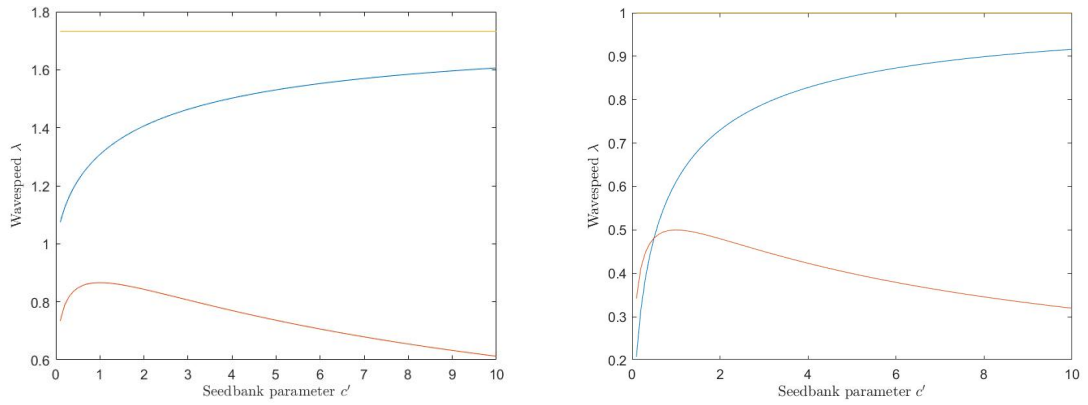 1.8
1.6
1.4
1.2
1
0.8
0.6
0 1 2 3 4 5 6 7 8 9 10
Wavespeed λ
Seedbank parameter c′
1
0.9
0.8
0.7
0.6
0.5
0.4
0.3
0.2
0 2 4 6 8 10
Wavespeed λ
Seedbank parameter c′